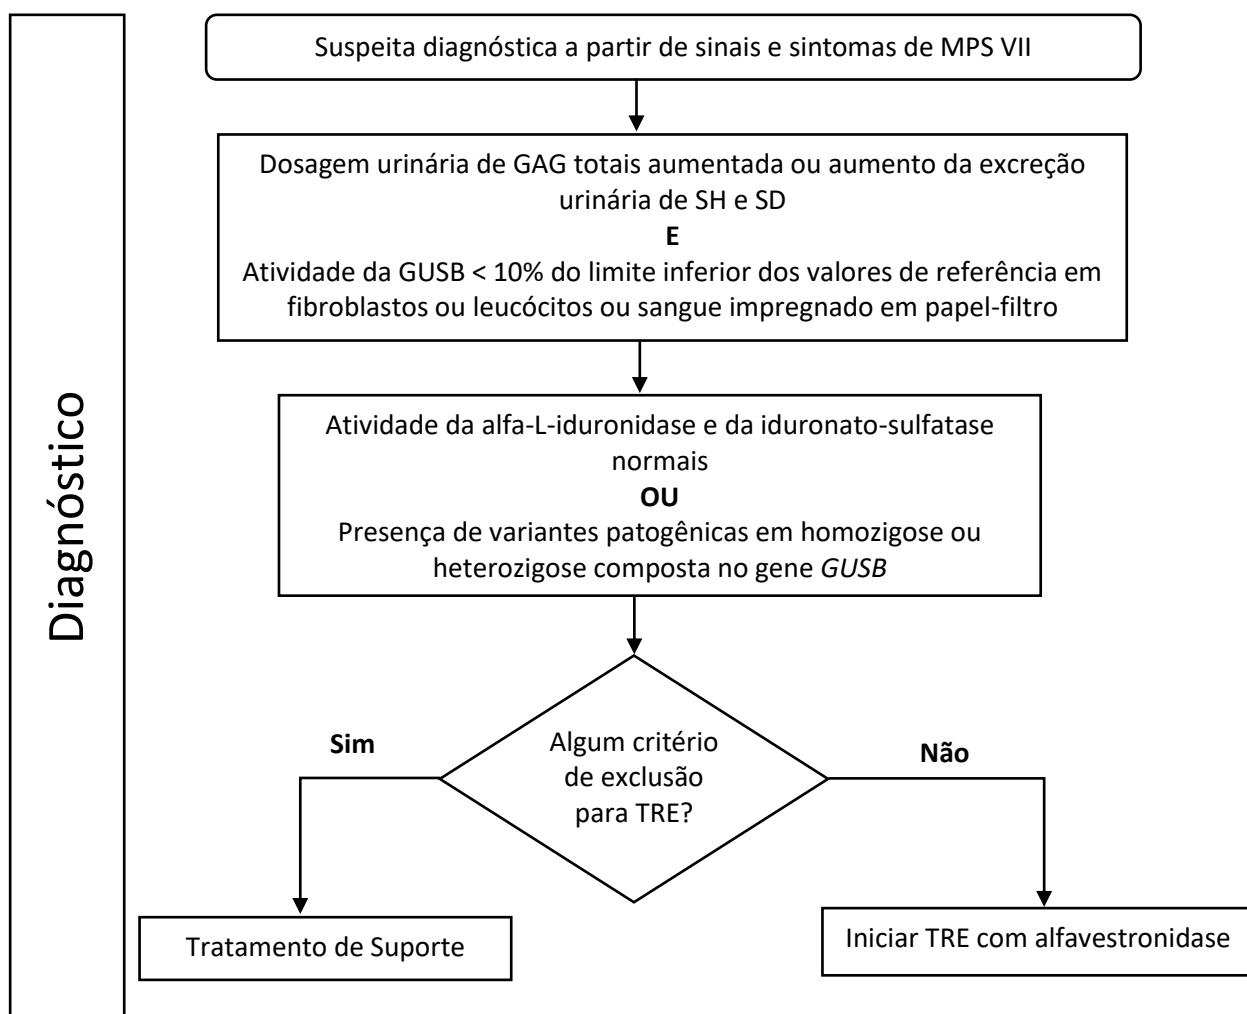 Diagnóstico
Suspeita diagnóstica a partir de sinais e sintomas de MPS VII
Dosagem urinária de GAG totais aumentada ou aumento da excreção
urinária de SH e SD
E
Atividade da GUSB < 10% do limite inferior dos valores de referência em
fibroblastos ou leucócitos ou sangue impregnado em papel-filtro
Atividade da alfa-L-iduronidase e da iduronato-sulfatase
normais
OU
Presença de variantes patogênicas em homozigose ou
heterozigose composta no gene GUSB
Algum critério
de exclusão
para TRE?
Sim
Não
Tratamento de Suporte
Iniciar TRE com alfavestronidase